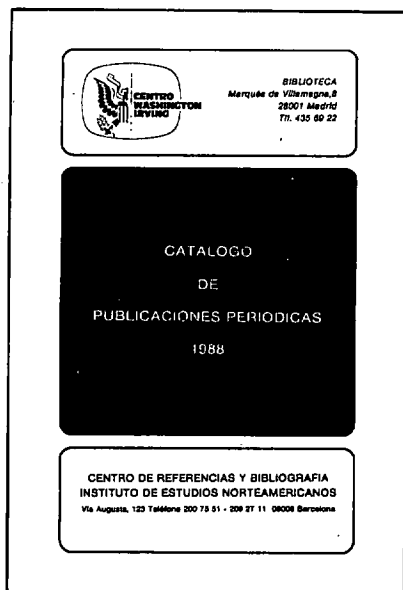 CENTRO
WASHINGTON
IRVING
BIBLIOTECA
Marqués de Villamagna,8
28001 Madrid
Tfl. 435 69 22
CATALOGO
DE
PUBLICACIONES PERIODICAS
1988
CENTRO DE REFERENCIAS Y BIBLIOGRAFIA
INSTITUTO DE ESTUDIOS NORTEAMERICANOS
Vía Augusta, 123 Teléfono 200 75 51 - 209 27 11 08006 Barcelona